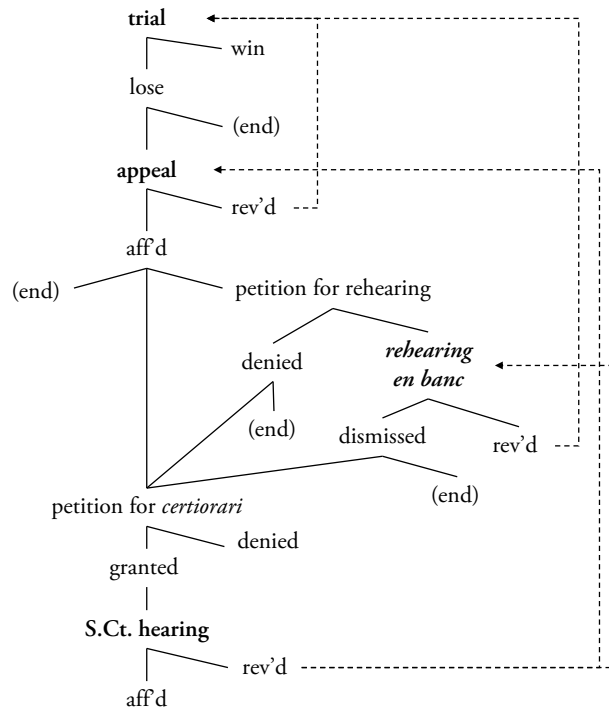 trial
win
lose
(end)
appeal
rev'd
aff'd
(end)
petition for rehearing
denied
rehearing
en banc
(end)
dismissed
rev'd
(end)
petition for certiorari
denied
granted
S.Ct. hearing
rev'd
aff'd